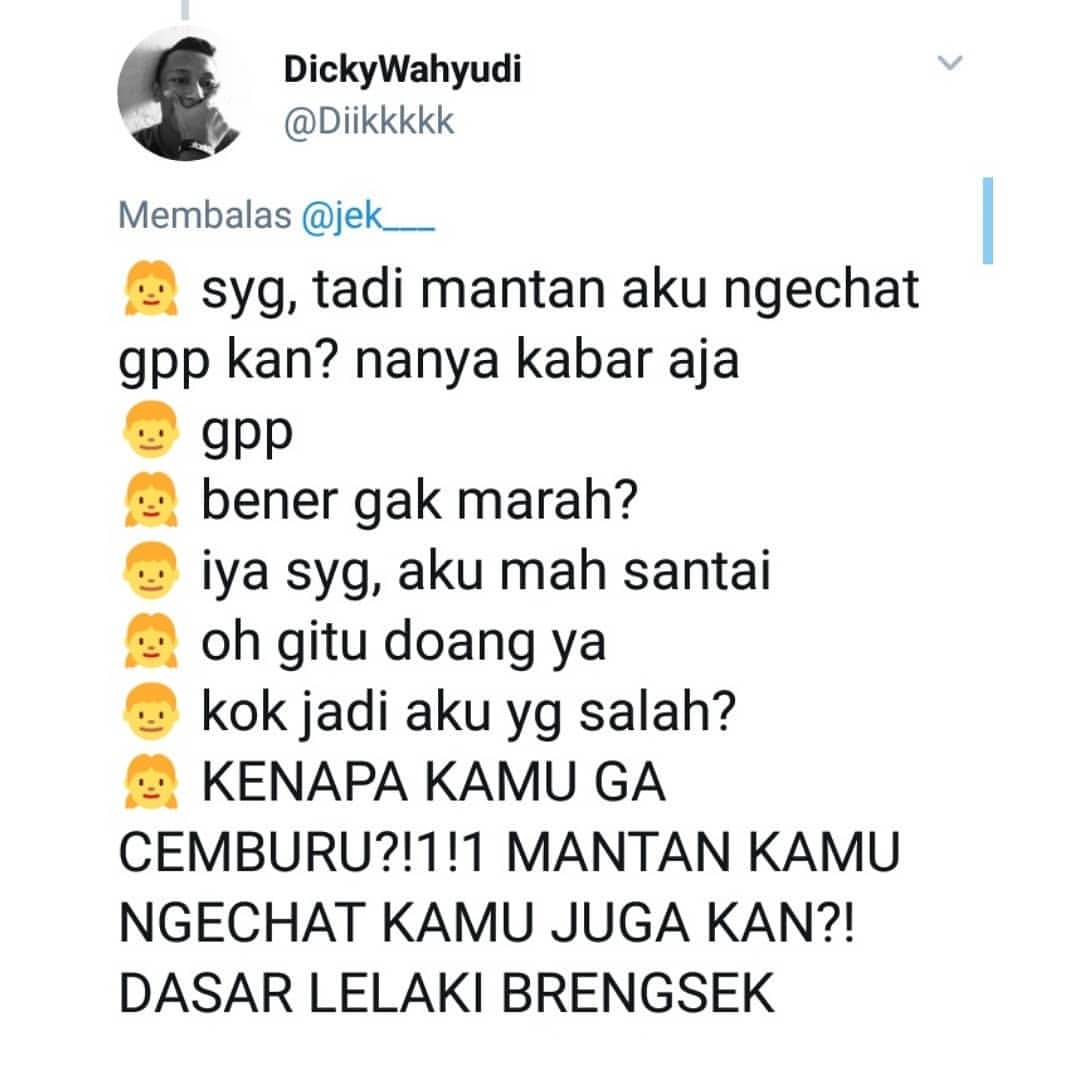 DickyWahyudi
@Diikkkkk
Membalas @jek___
👧 syg, tadi mantan aku ngechat
gpp kan? nanya kabar aja
👦 gpp
👧 bener gak marah?
👦 iya syg, aku mah santai
👧 oh gitu doang ya
👦 kok jadi aku yg salah?
👧 KENAPA KAMU GA
CEMBURU?!1!1 MANTAN KAMU
NGECHAT KAMU JUGA KAN?!
DASAR LELAKI BRENGSEK